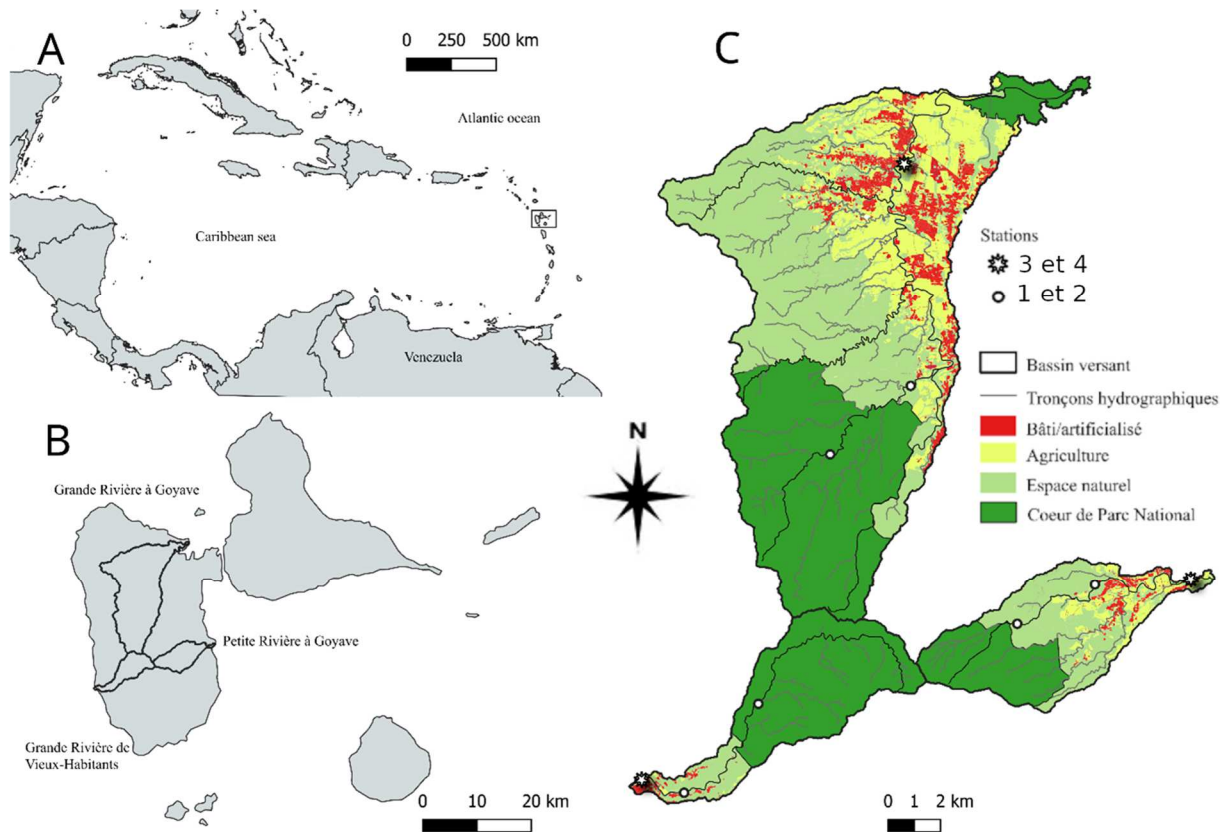 A
0 250 500 km
Atlantic ocean
Caribbean sea
Venezuela
B
Grande Rivière à Goyave
Petite Rivière à Goyave
Grande Rivière de
Vieux-Habitants
0 10 20 km
N
C
Stations
3 et 4
1 et 2
Bassin versant
Tronçons hydrographiques
Bâti/artificialisé
Agriculture
Espace naturel
Coeur de Parc National
0 1 2 km